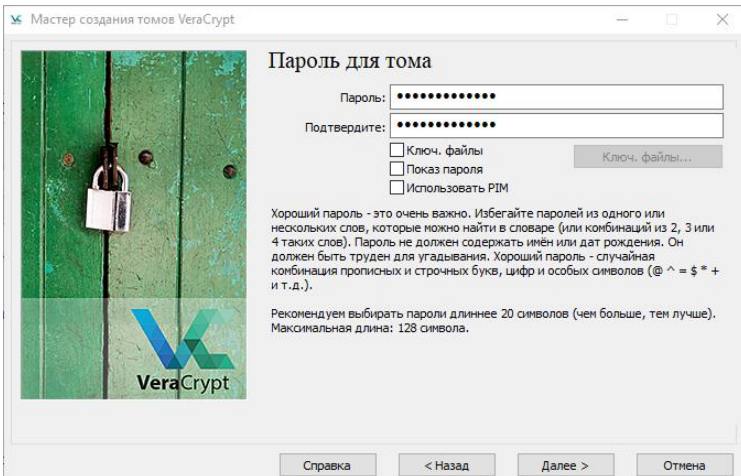 Мастер создания томов VeraCrypt
Пароль для тома
Пароль: •••••••••••••
Подтвердите: •••••••••••••
Ключ. файлы
Ключ. файлы...
Показ пароля
Использовать PIM
Хороший пароль - это очень важно. Избегайте паролей из одного или
нескольких слов, которые можно найти в словаре (или комбинаций из 2, 3 или
4 таких слов). Пароль не должен содержать имён или дат рождения. Он
должен быть труден для угадывания. Хороший пароль - случайная
комбинация прописных и строчных букв, цифр и особых символов (@ ^ = $ * +
и т.д.).
Рекомендуем выбирать пароли длиннее 20 символов (чем больше, тем лучше).
Максимальная длина: 128 символа.
VeraCrypt
Справка
< Назад
Далее >
Отмена